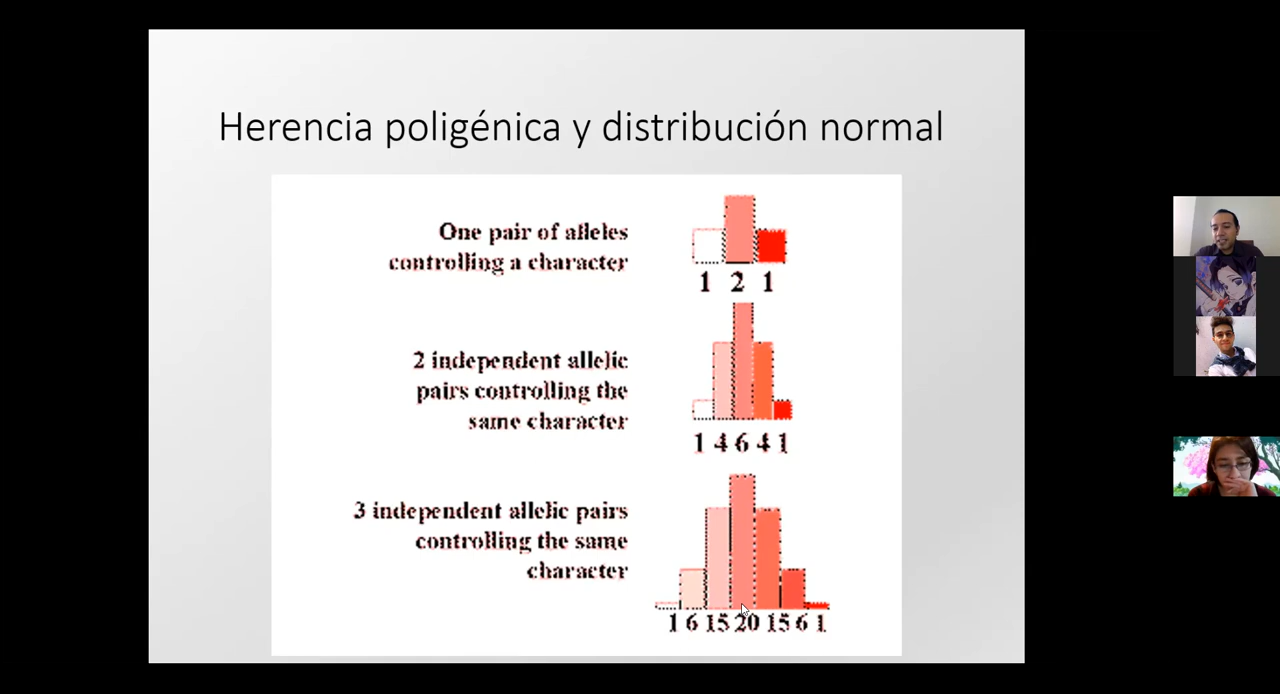 Herencia poligénica y distribución normal
One pair of alleles
controlling a character
1 2 1
2 independent allelic
pairs controlling the
same character
1 4 6 4 1
3 independent allelic pairs
controlling the same
character
1 6 15 20 15 6 1